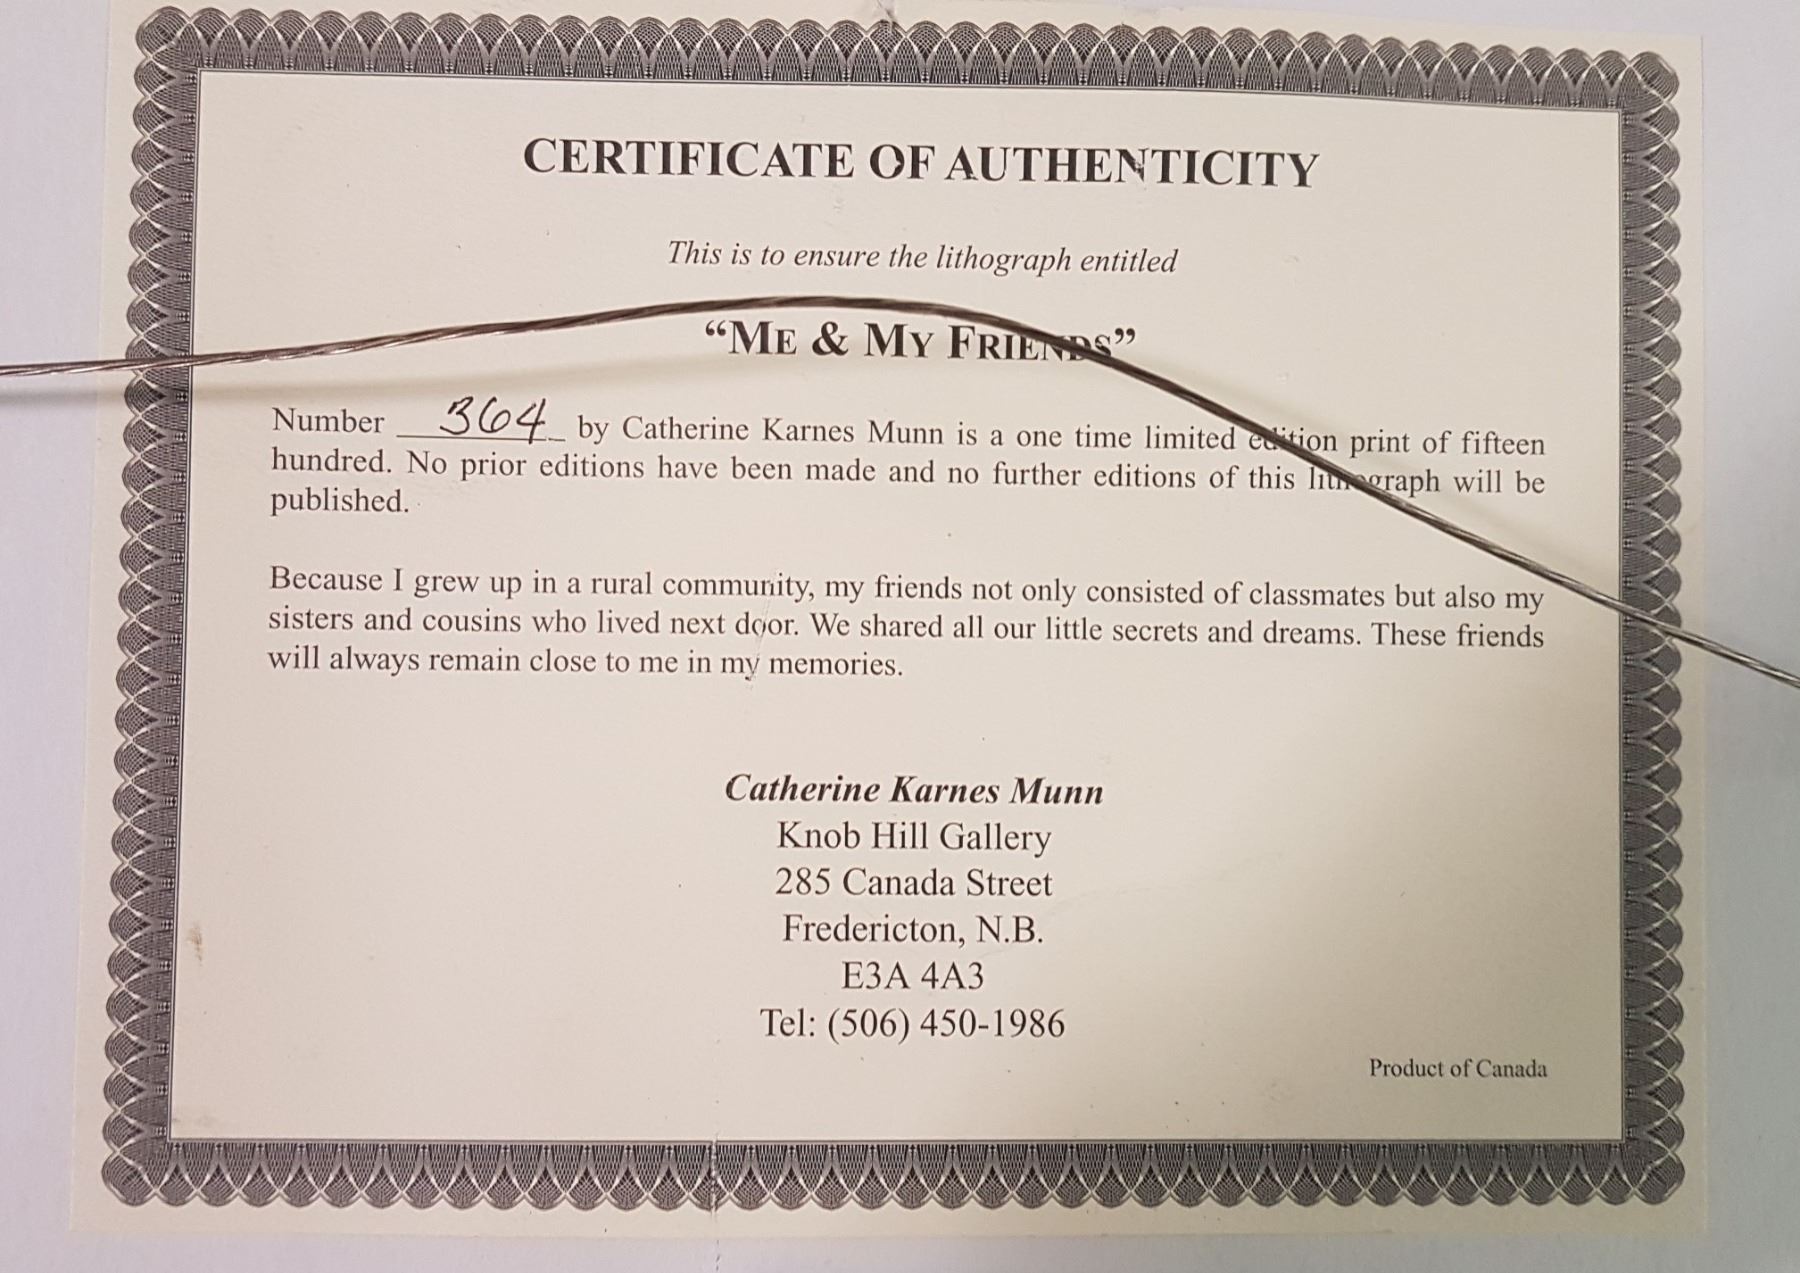 CERTIFICATE OF AUTHENTICITY
This is to ensure the lithograph entitled
“ME & MY FRIENDS”
Number 364 by Catherine Karnes Munn is a one time limited edition print of fifteen
hundred. No prior editions have been made and no further editions of this lithograph will be
published.
Because I grew up in a rural community, my friends not only consisted of classmates but also my
sisters and cousins who lived next door. We shared all our little secrets and dreams. These friends
will always remain close to me in my memories.
Catherine Karnes Munn
Knob Hill Gallery
285 Canada Street
Fredericton, N.B.
E3A 4A3
Tel: (506) 450-1986
Product of Canada